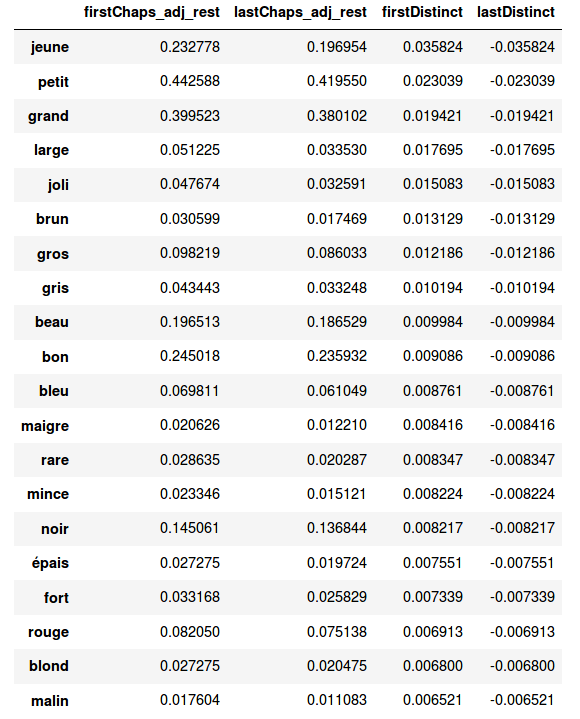 firstChaps_adj_rest lastChaps_adj_rest firstDistinct lastDistinct
jeune 0.232778 0.196954 0.035824 -0.035824
petit 0.442588 0.419550 0.023039 -0.023039
grand 0.399523 0.380102 0.019421 -0.019421
large 0.051225 0.033530 0.017695 -0.017695
joli 0.047674 0.032591 0.015083 -0.015083
brun 0.030599 0.017469 0.013129 -0.013129
gros 0.098219 0.086033 0.012186 -0.012186
gris 0.043443 0.033248 0.010194 -0.010194
beau 0.196513 0.186529 0.009984 -0.009984
bon 0.245018 0.235932 0.009086 -0.009086
bleu 0.069811 0.061049 0.008761 -0.008761
maigre 0.020626 0.012210 0.008416 -0.008416
rare 0.028635 0.020287 0.008347 -0.008347
mince 0.023346 0.015121 0.008224 -0.008224
noir 0.145061 0.136844 0.008217 -0.008217
épais 0.027275 0.019724 0.007551 -0.007551
fort 0.033168 0.025829 0.007339 -0.007339
rouge 0.082050 0.075138 0.006913 -0.006913
blond 0.027275 0.020475 0.006800 -0.006800
malin 0.017604 0.011083 0.006521 -0.006521